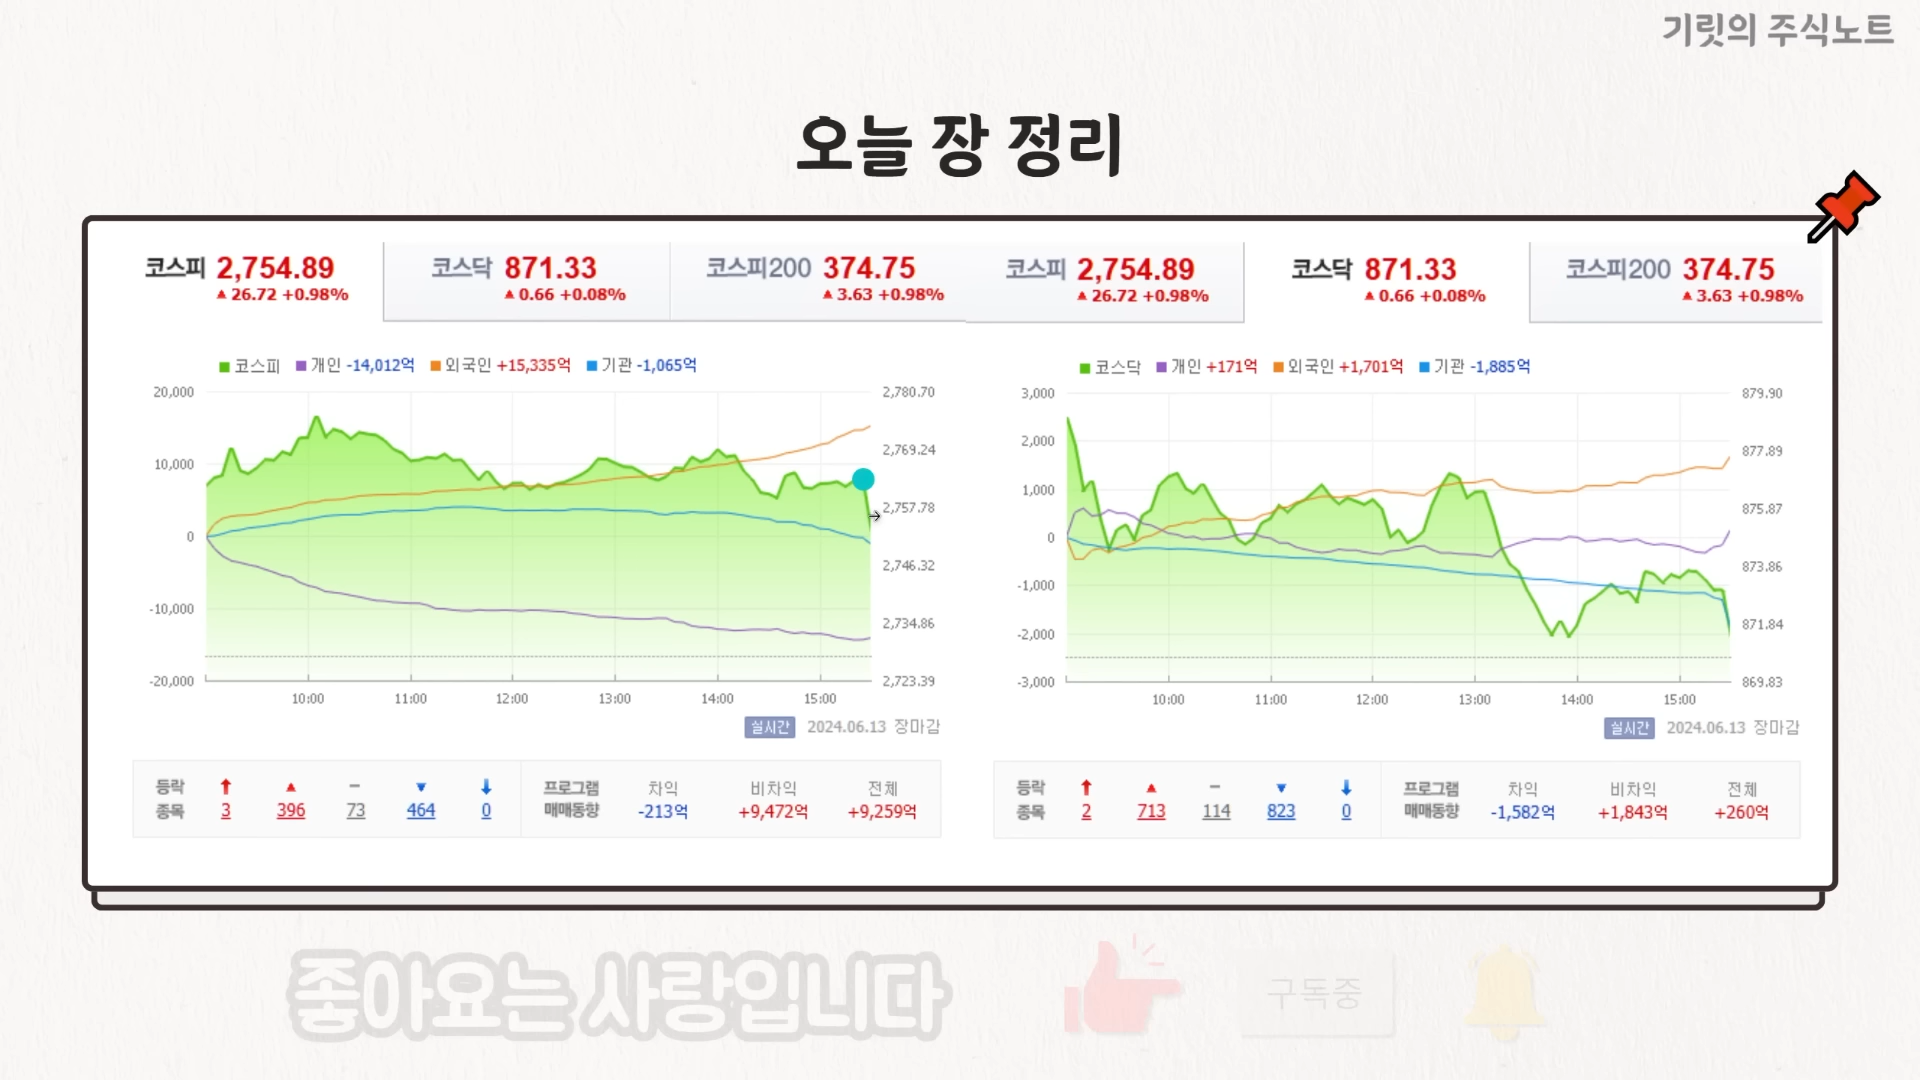 기릿의 주식노트
오늘 장 정리
코스피 2,754.89
▲ 26.72 +0.98%
코스닥 871.33
▲ 0.66 +0.08%
코스피200 374.75
▲ 3.63 +0.98%
코스피 2,754.89
▲ 26.72 +0.98%
코스닥 871.33
▲ 0.66 +0.08%
코스피200 374.75
▲ 3.63 +0.98%
코스피 개인 -14,012억 외국인 +15,335억 기관 -1,065억
20,000
10,000
0
-10,000
-20,000
2,780.70
2,769.24
2,757.78
2,746.32
2,734.86
2,723.39
10:00 11:00 12:00 13:00 14:00 15:00
실시간 2024.06.13 장마감
등락 ↑ ▲ − ▼ ↓ 프로그램 차익 비차익 전체
종목 3 396 73 464 0 매매동향 -213억 +9,472억 +9,259억
코스닥 개인 +171억 외국인 +1,701억 기관 -1,885억
3,000
2,000
1,000
0
-1,000
-2,000
-3,000
879.90
877.89
875.87
873.86
871.84
869.83
10:00 11:00 12:00 13:00 14:00 15:00
실시간 2024.06.13 장마감
등락 ↑ ▲ − ▼ ↓ 프로그램 차익 비차익 전체
종목 2 713 114 823 0 매매동향 -1,582억 +1,843억 +260억
좋아요는 사랑입니다
구독중